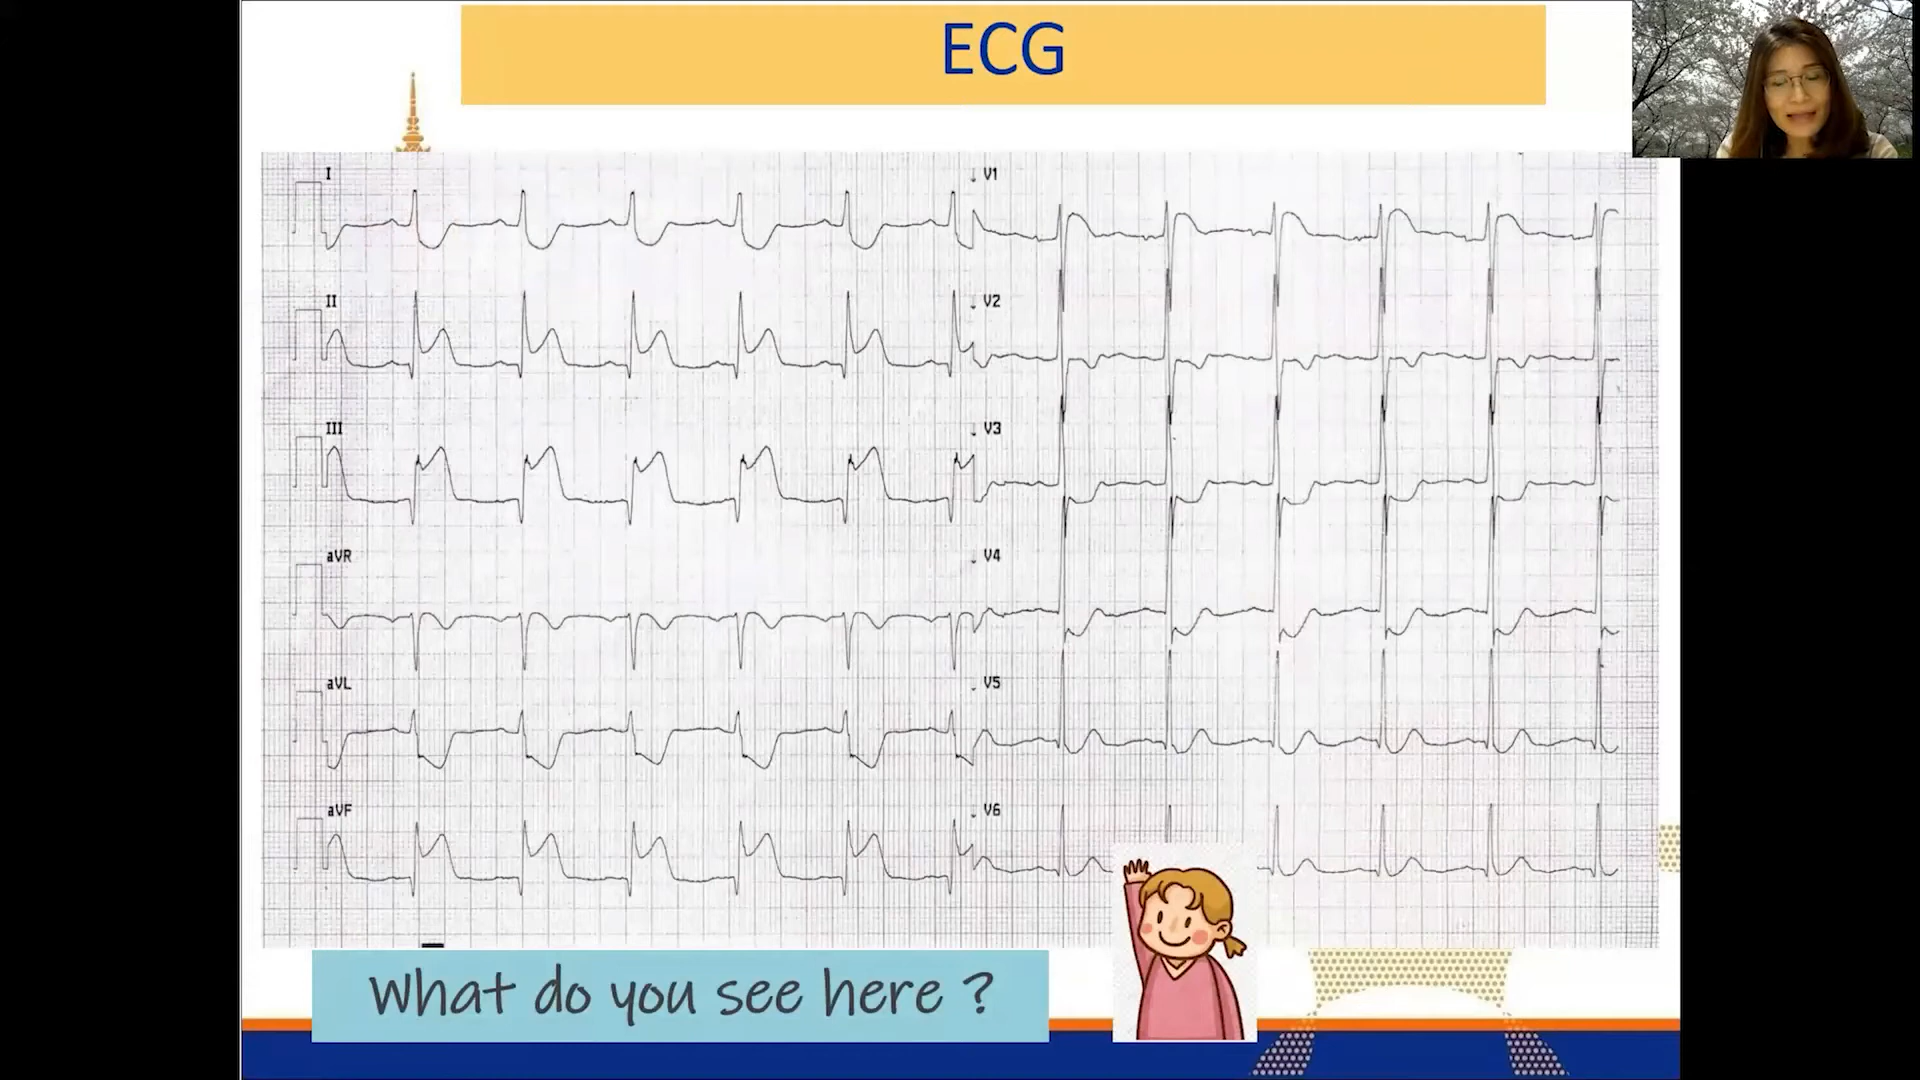 ECG
I
V1
II
V2
III
V3
aVR
V4
aVL
V5
aVF
V6
What do you see here ?